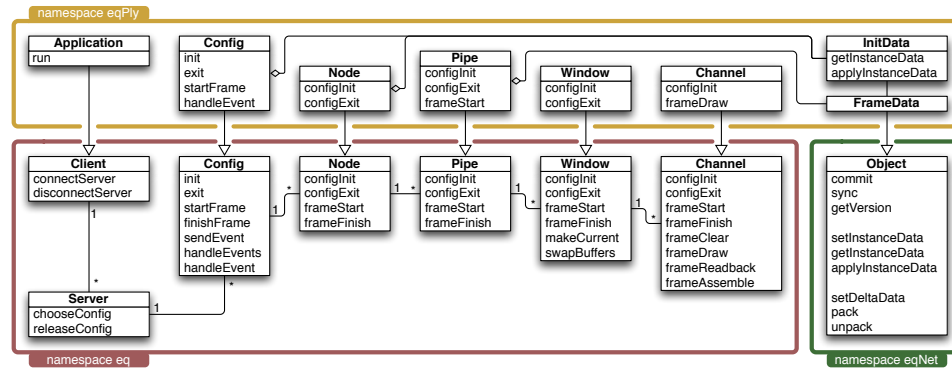 namespace eqPly
Application
run
Config
init
exit
startFrame
handleEvent
Node
configInit
configExit
Pipe
configInit
configExit
frameStart
Window
configInit
configExit
Channel
configInit
frameDraw
InitData
getInstanceData
applyInstanceData
FrameData
Client
connectServer
disconnectServer
1
*
Server
chooseConfig
releaseConfig
1
*
Config
init
exit
startFrame
finishFrame
sendEvent
handleEvents
handleEvent
1
*
Node
configInit
configExit
frameStart
frameFinish
1
*
Pipe
configInit
configExit
frameStart
frameFinish
1
*
Window
configInit
configExit
frameStart
frameFinish
makeCurrent
swapBuffers
1
*
Channel
configInit
configExit
frameStart
frameFinish
frameClear
frameDraw
frameReadback
frameAssemble
Object
commit
sync
getVersion
setInstanceData
getInstanceData
applyInstanceData
setDeltaData
pack
unpack
namespace eq
namespace eqNet